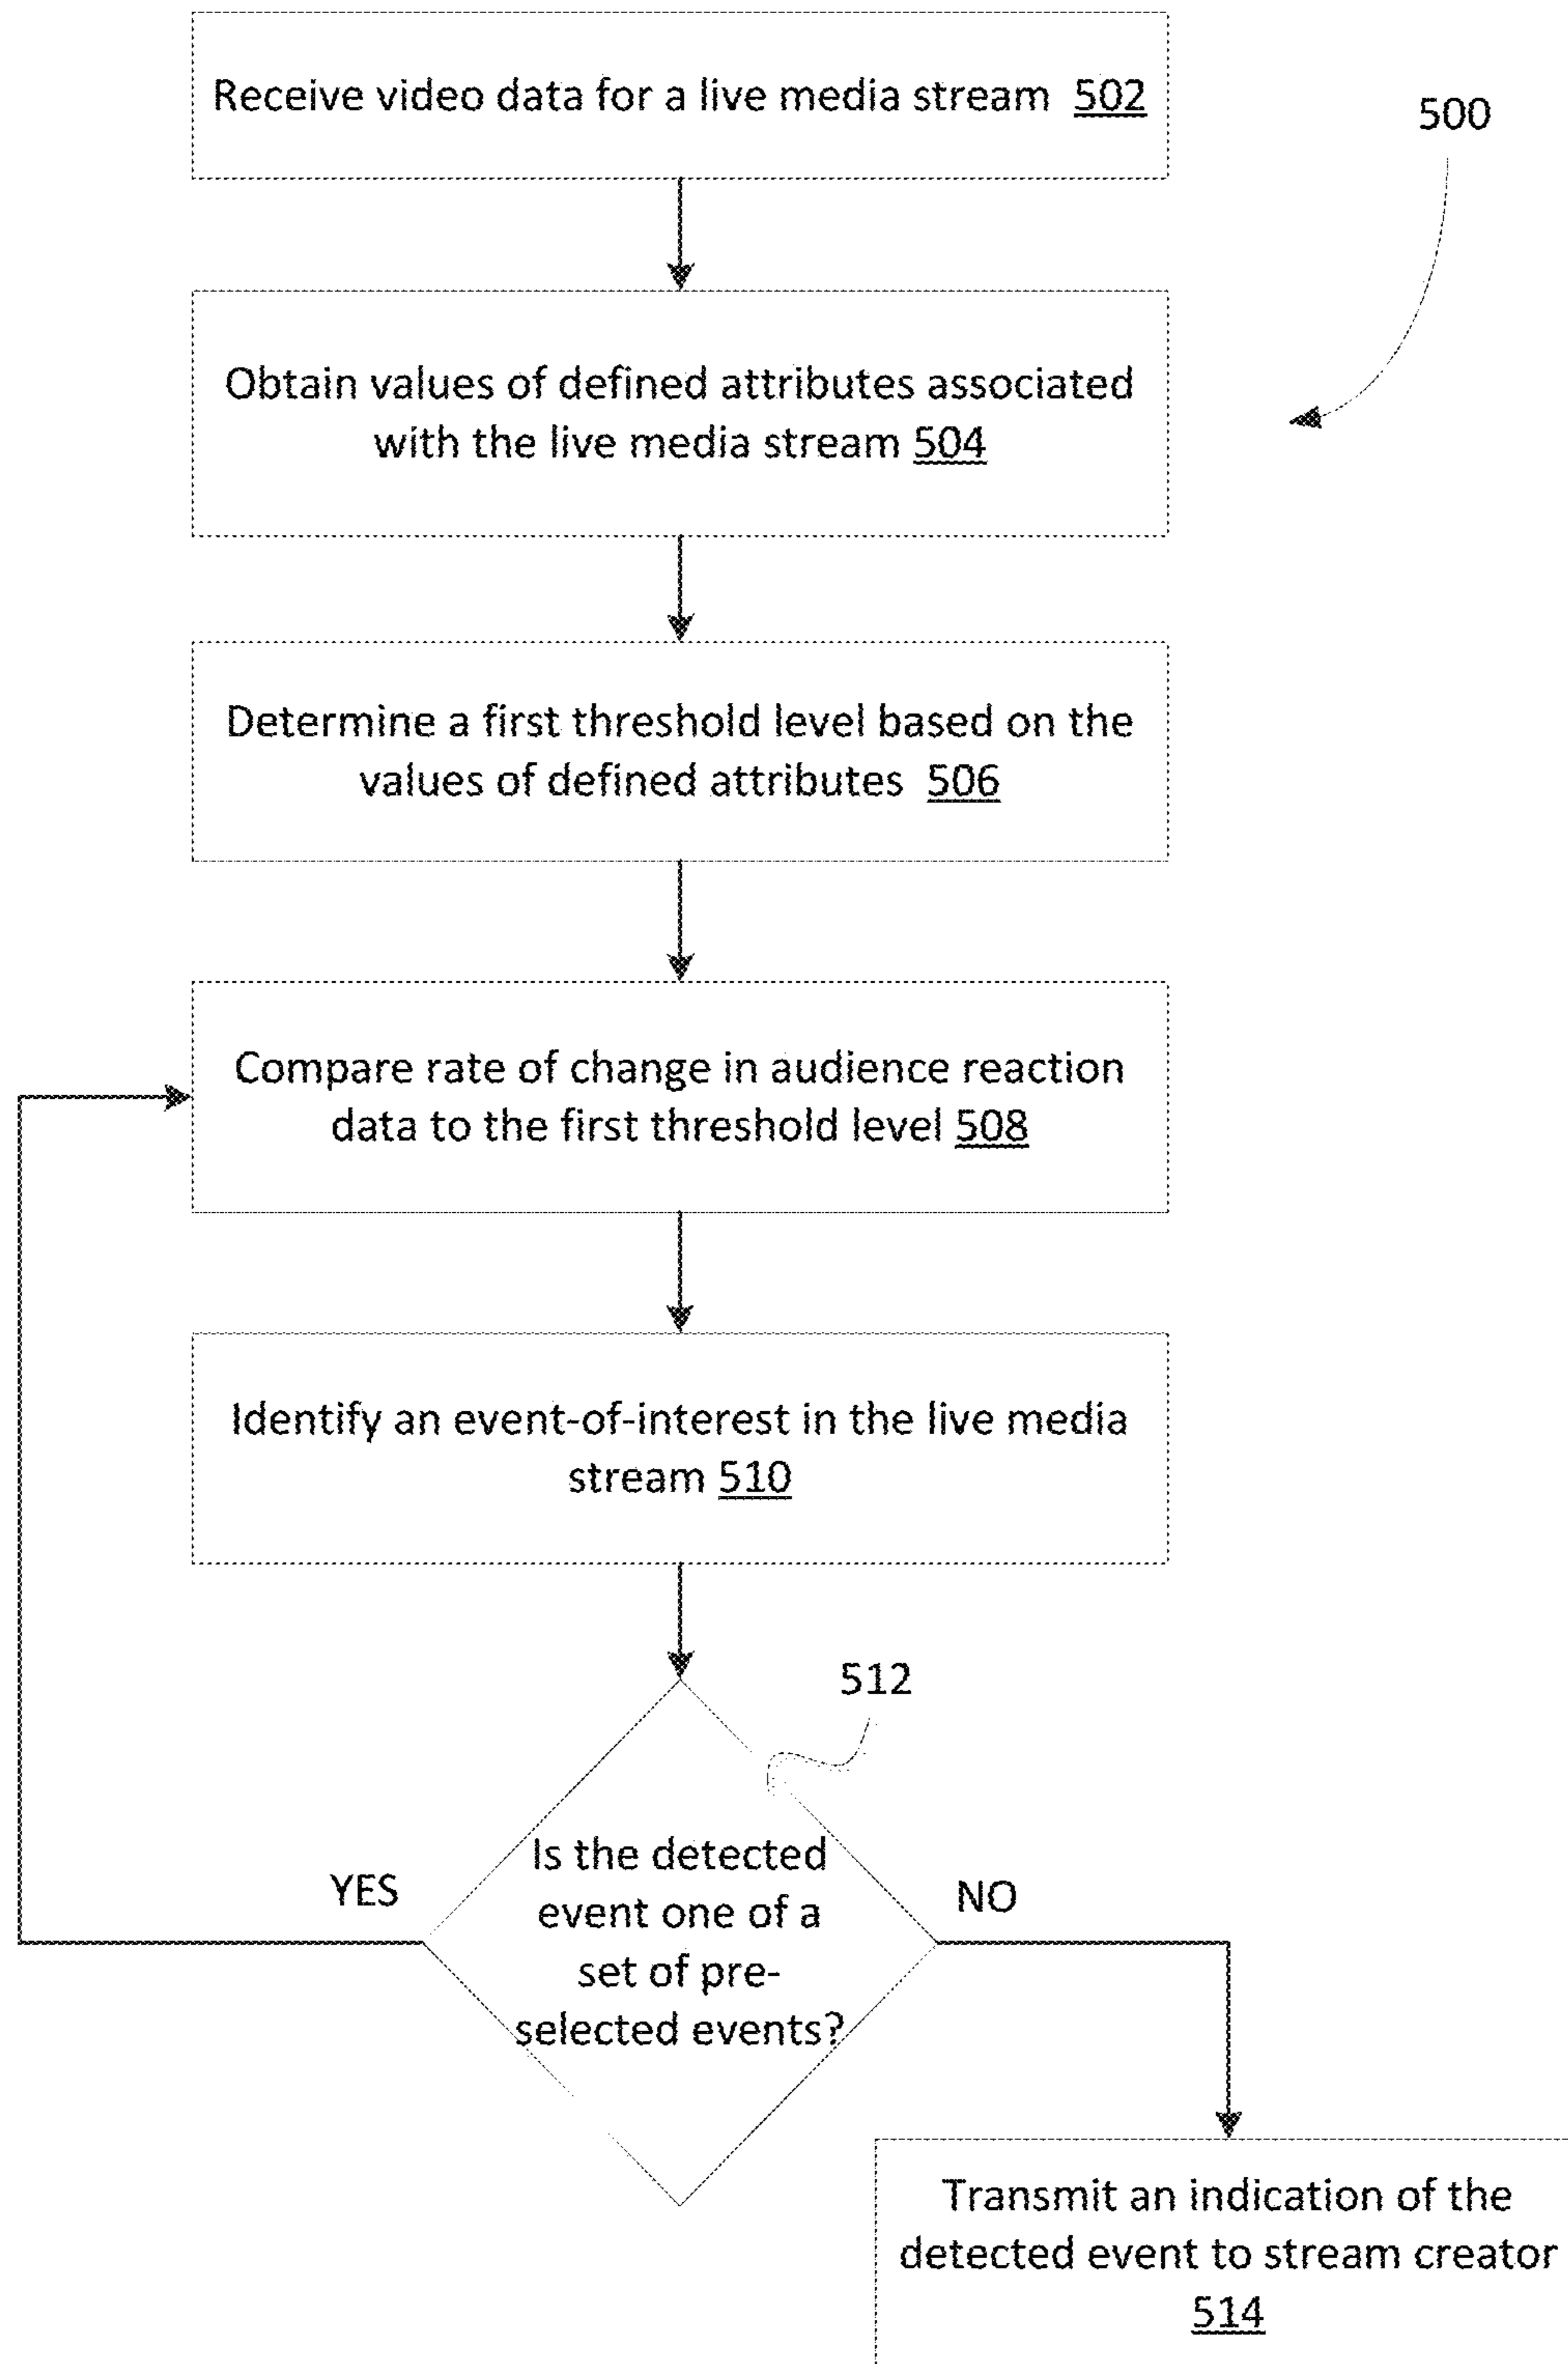 Receive video data for a live media stream 502
500
Obtain values of defined attributes associated
with the live media stream 504
Determine a first threshold level based on the
values of defined attributes 506
Compare rate of change in audience reaction
data to the first threshold level 508
Identify an event-of-interest in the live media
stream 510
512
Is the detected
event one of a
set of pre-
selected events?
YES
NO
Transmit an indication of the
detected event to stream creator
514